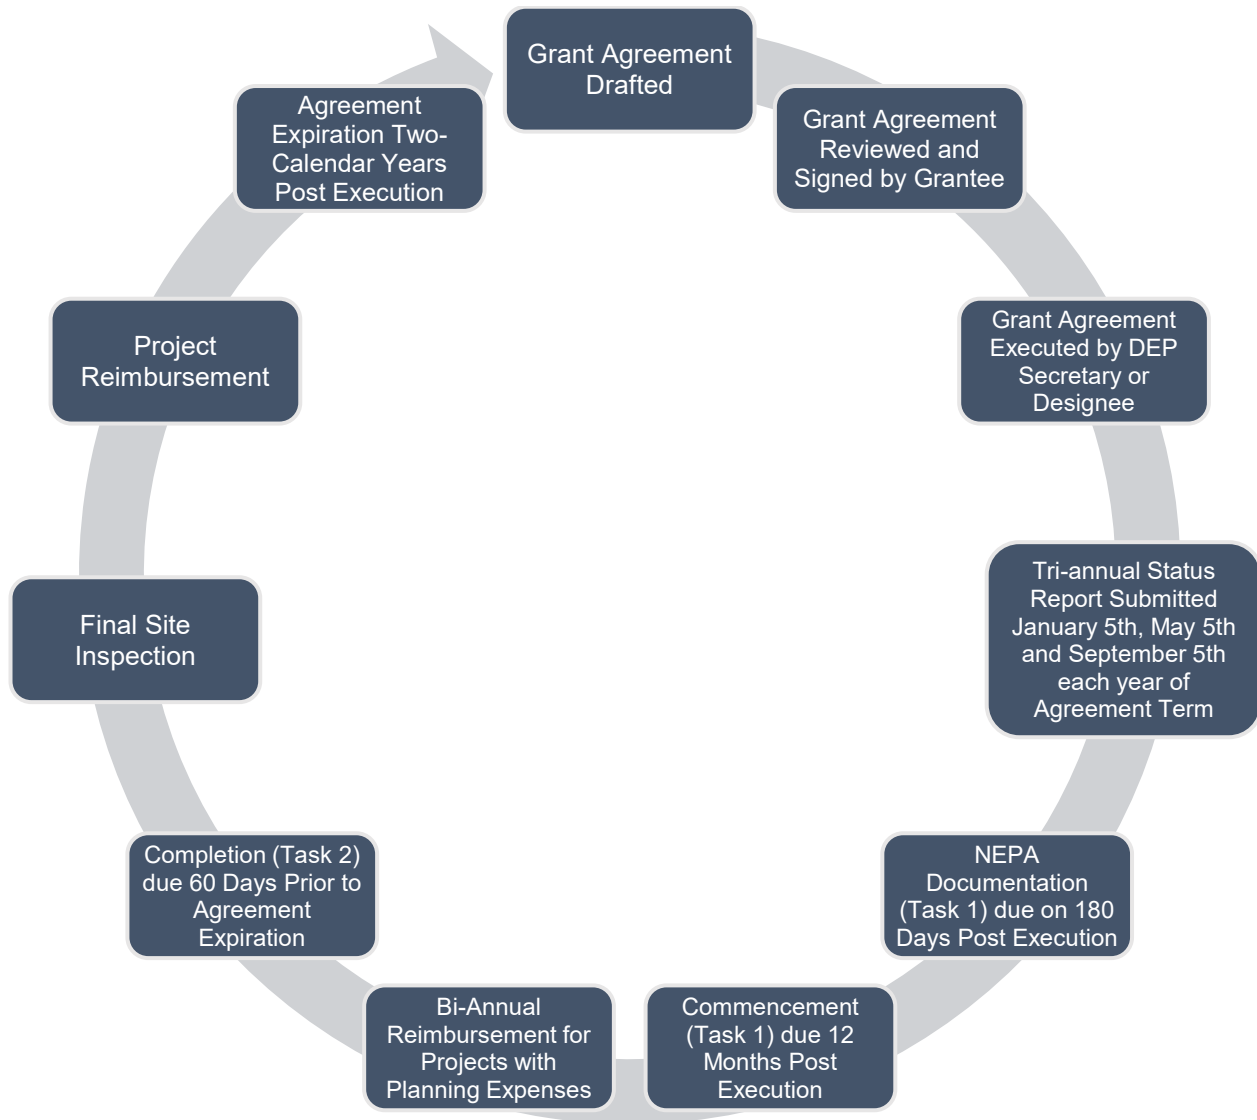 Grant Agreement
Drafted
Grant Agreement
Reviewed and
Signed by Grantee
Grant Agreement
Executed by DEP
Secretary or
Designee
Tri-annual Status
Report Submitted
January 5th, May 5th
and September 5th
each year of
Agreement Term
NEPA
Documentation
(Task 1) due on 180
Days Post Execution
Commencement
(Task 1) due 12
Months Post
Execution
Bi-Annual
Reimbursement for
Projects with
Planning Expenses
Completion (Task 2)
due 60 Days Prior to
Agreement
Expiration
Final Site
Inspection
Project
Reimbursement
Agreement
Expiration Two-
Calendar Years
Post Execution